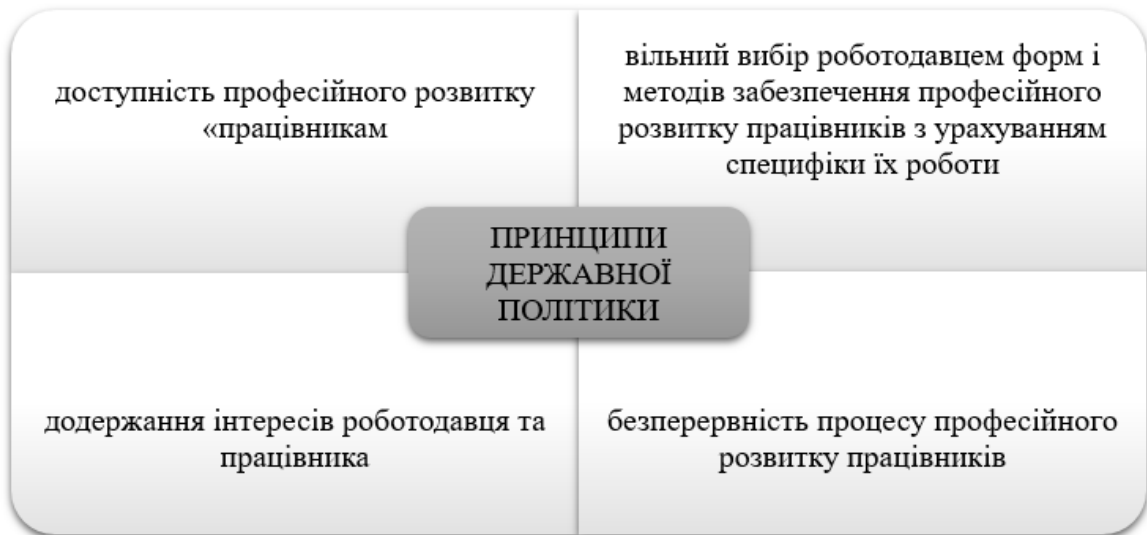 доступність професійного розвитку
«працівникам
вільний вибір роботодавцем форм і
методів забезпечення професійного
розвитку працівників з урахуванням
специфіки їх роботи
ПРИНЦИПИ
ДЕРЖАВНОЇ
ПОЛІТИКИ
додержання інтересів роботодавця та
працівника
безперервність процесу професійного
розвитку працівників